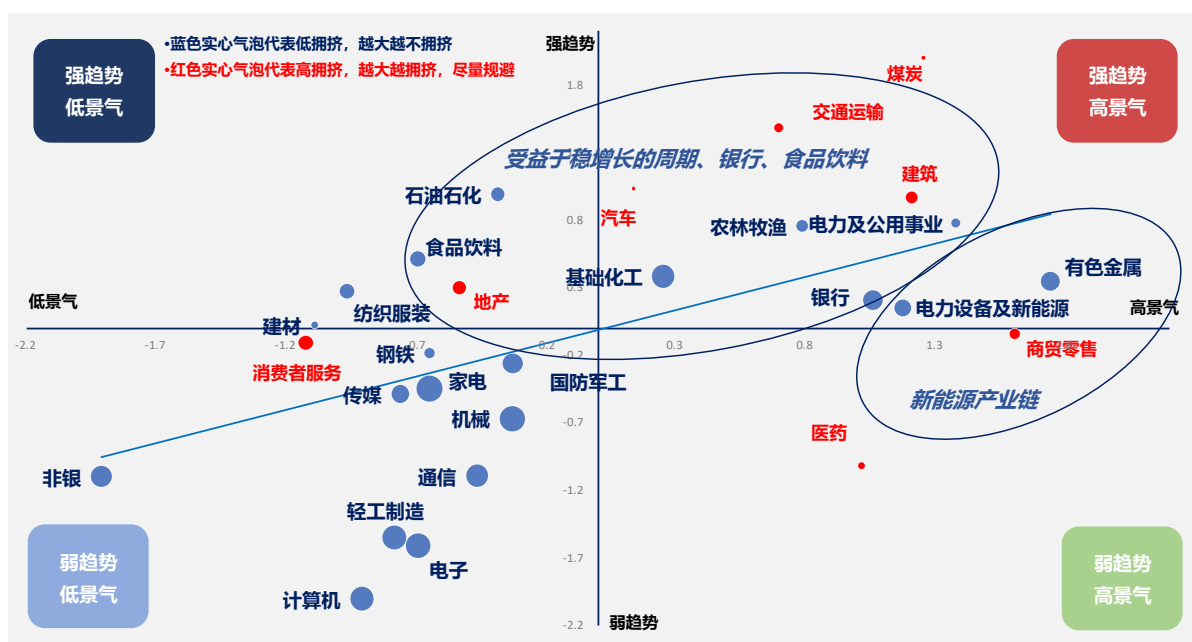 强趋势
低景气
•蓝色实心气泡代表低拥挤，越大越不拥挤
•红色实心气泡代表高拥挤，越大越拥挤，尽量规避
强趋势
强趋势
高景气
煤炭
1.8
交通运输
受益于稳增长的周期、银行、食品饮料
建筑
石油石化
汽车
0.8
农林牧渔
电力及公用事业
食品饮料
基础化工
0.3
有色金属
低景气
地产
银行
电力设备及新能源
高景气
纺织服装
建材
-2.2
-1.7
-1.2
-0.7
-0.2
0.3
0.8
1.3
商贸零售
钢铁
-0.2
消费者服务
家电
国防军工
传媒
新能源产业链
机械
-0.7
医药
非银
通信
-1.2
轻工制造
-1.7
电子
弱趋势
低景气
弱趋势
高景气
计算机
-2.2
弱趋势